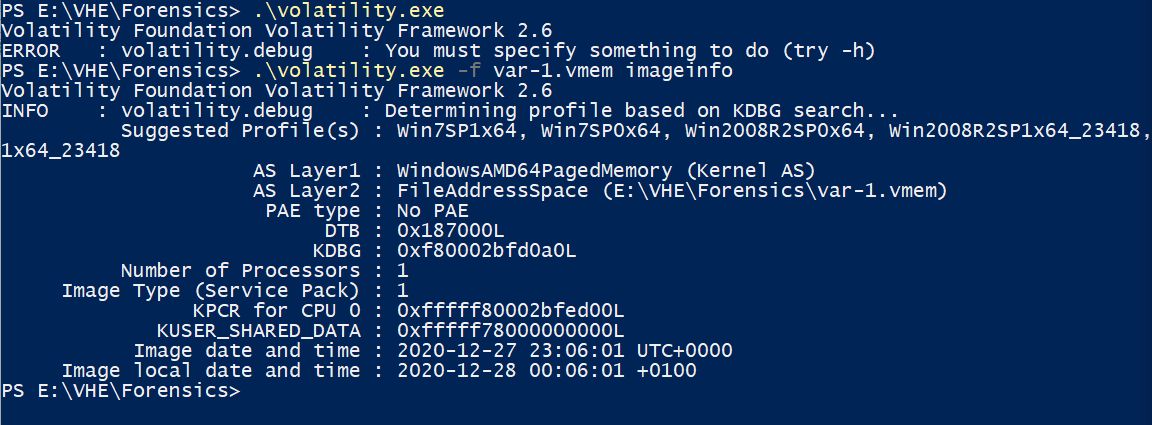 PS E:\VHE\Forensics> .\volatility.exe
Volatility Foundation Volatility Framework 2.6
ERROR   : volatility.debug    : You must specify something to do (try -h)
PS E:\VHE\Forensics> .\volatility.exe -f var-1.vmem imageinfo
Volatility Foundation Volatility Framework 2.6
INFO    : volatility.debug    : Determining profile based on KDBG search...
          Suggested Profile(s) : Win7SP1x64, Win7SP0x64, Win2008R2SP0x64, Win2008R2SP1x64_23418,
1x64_23418
                     AS Layer1 : WindowsAMD64PagedMemory (Kernel AS)
                     AS Layer2 : FileAddressSpace (E:\VHE\Forensics\var-1.vmem)
                      PAE type : No PAE
                           DTB : 0x187000L
                          KDBG : 0xf80002bfd0a0L
          Number of Processors : 1
     Image Type (Service Pack) : 1
                KPCR for CPU 0 : 0xfffff80002bfed00L
             KUSER_SHARED_DATA : 0xfffff78000000000L
           Image date and time : 2020-12-27 23:06:01 UTC+0000
     Image local date and time : 2020-12-28 00:06:01 +0100
PS E:\VHE\Forensics>